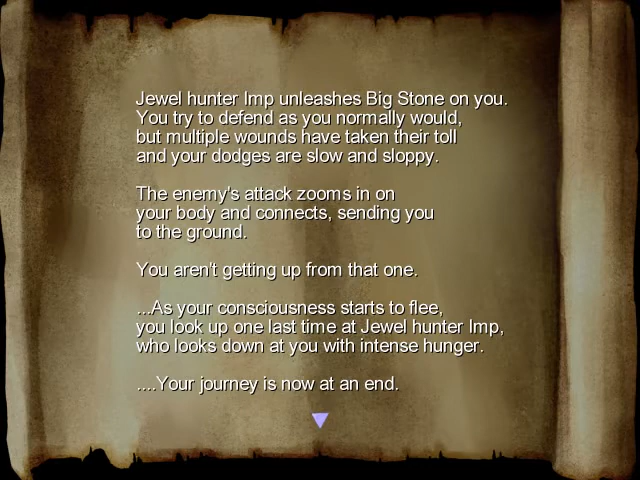 Jewel hunter Imp unleashes Big Stone on you.
You try to defend as you normally would,
but multiple wounds have taken their toll
and your dodges are slow and sloppy.
The enemy's attack zooms in on
your body and connects, sending you
to the ground.
You aren't getting up from that one.
...As your consciousness starts to flee,
you look up one last time at Jewel hunter Imp,
who looks down at you with intense hunger.
....Your journey is now at an end.